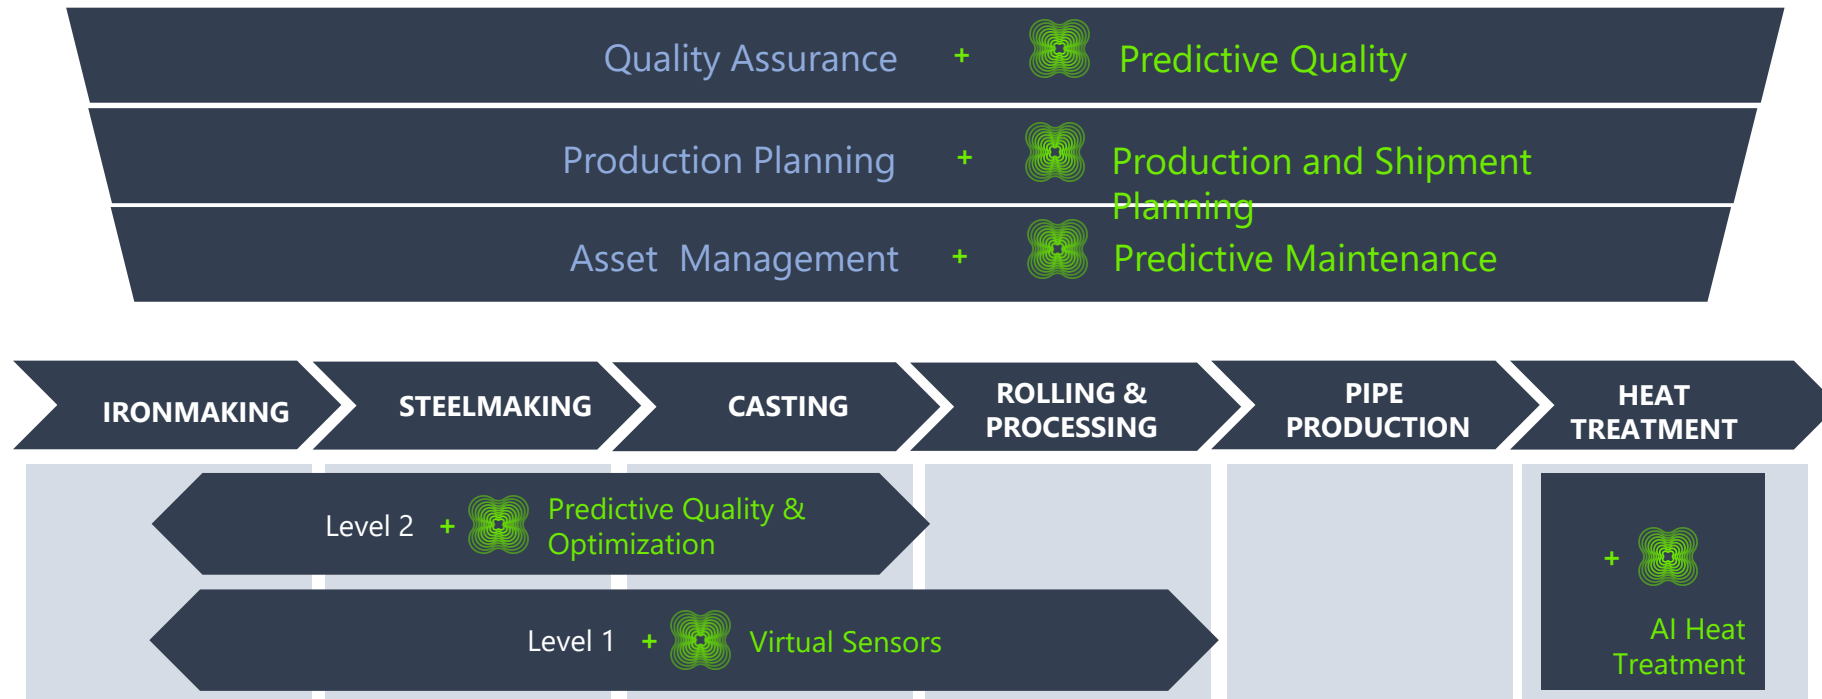 Quality Assurance + Predictive Quality
Production Planning + Production and Shipment
Planning
Asset Management + Predictive Maintenance
IRONMAKING
STEELMAKING
CASTING
ROLLING &
PROCESSING
PIPE
PRODUCTION
HEAT
TREATMENT
Level 2 + Predictive Quality &
Optimization
Level 1 + Virtual Sensors
+
AI Heat
Treatment